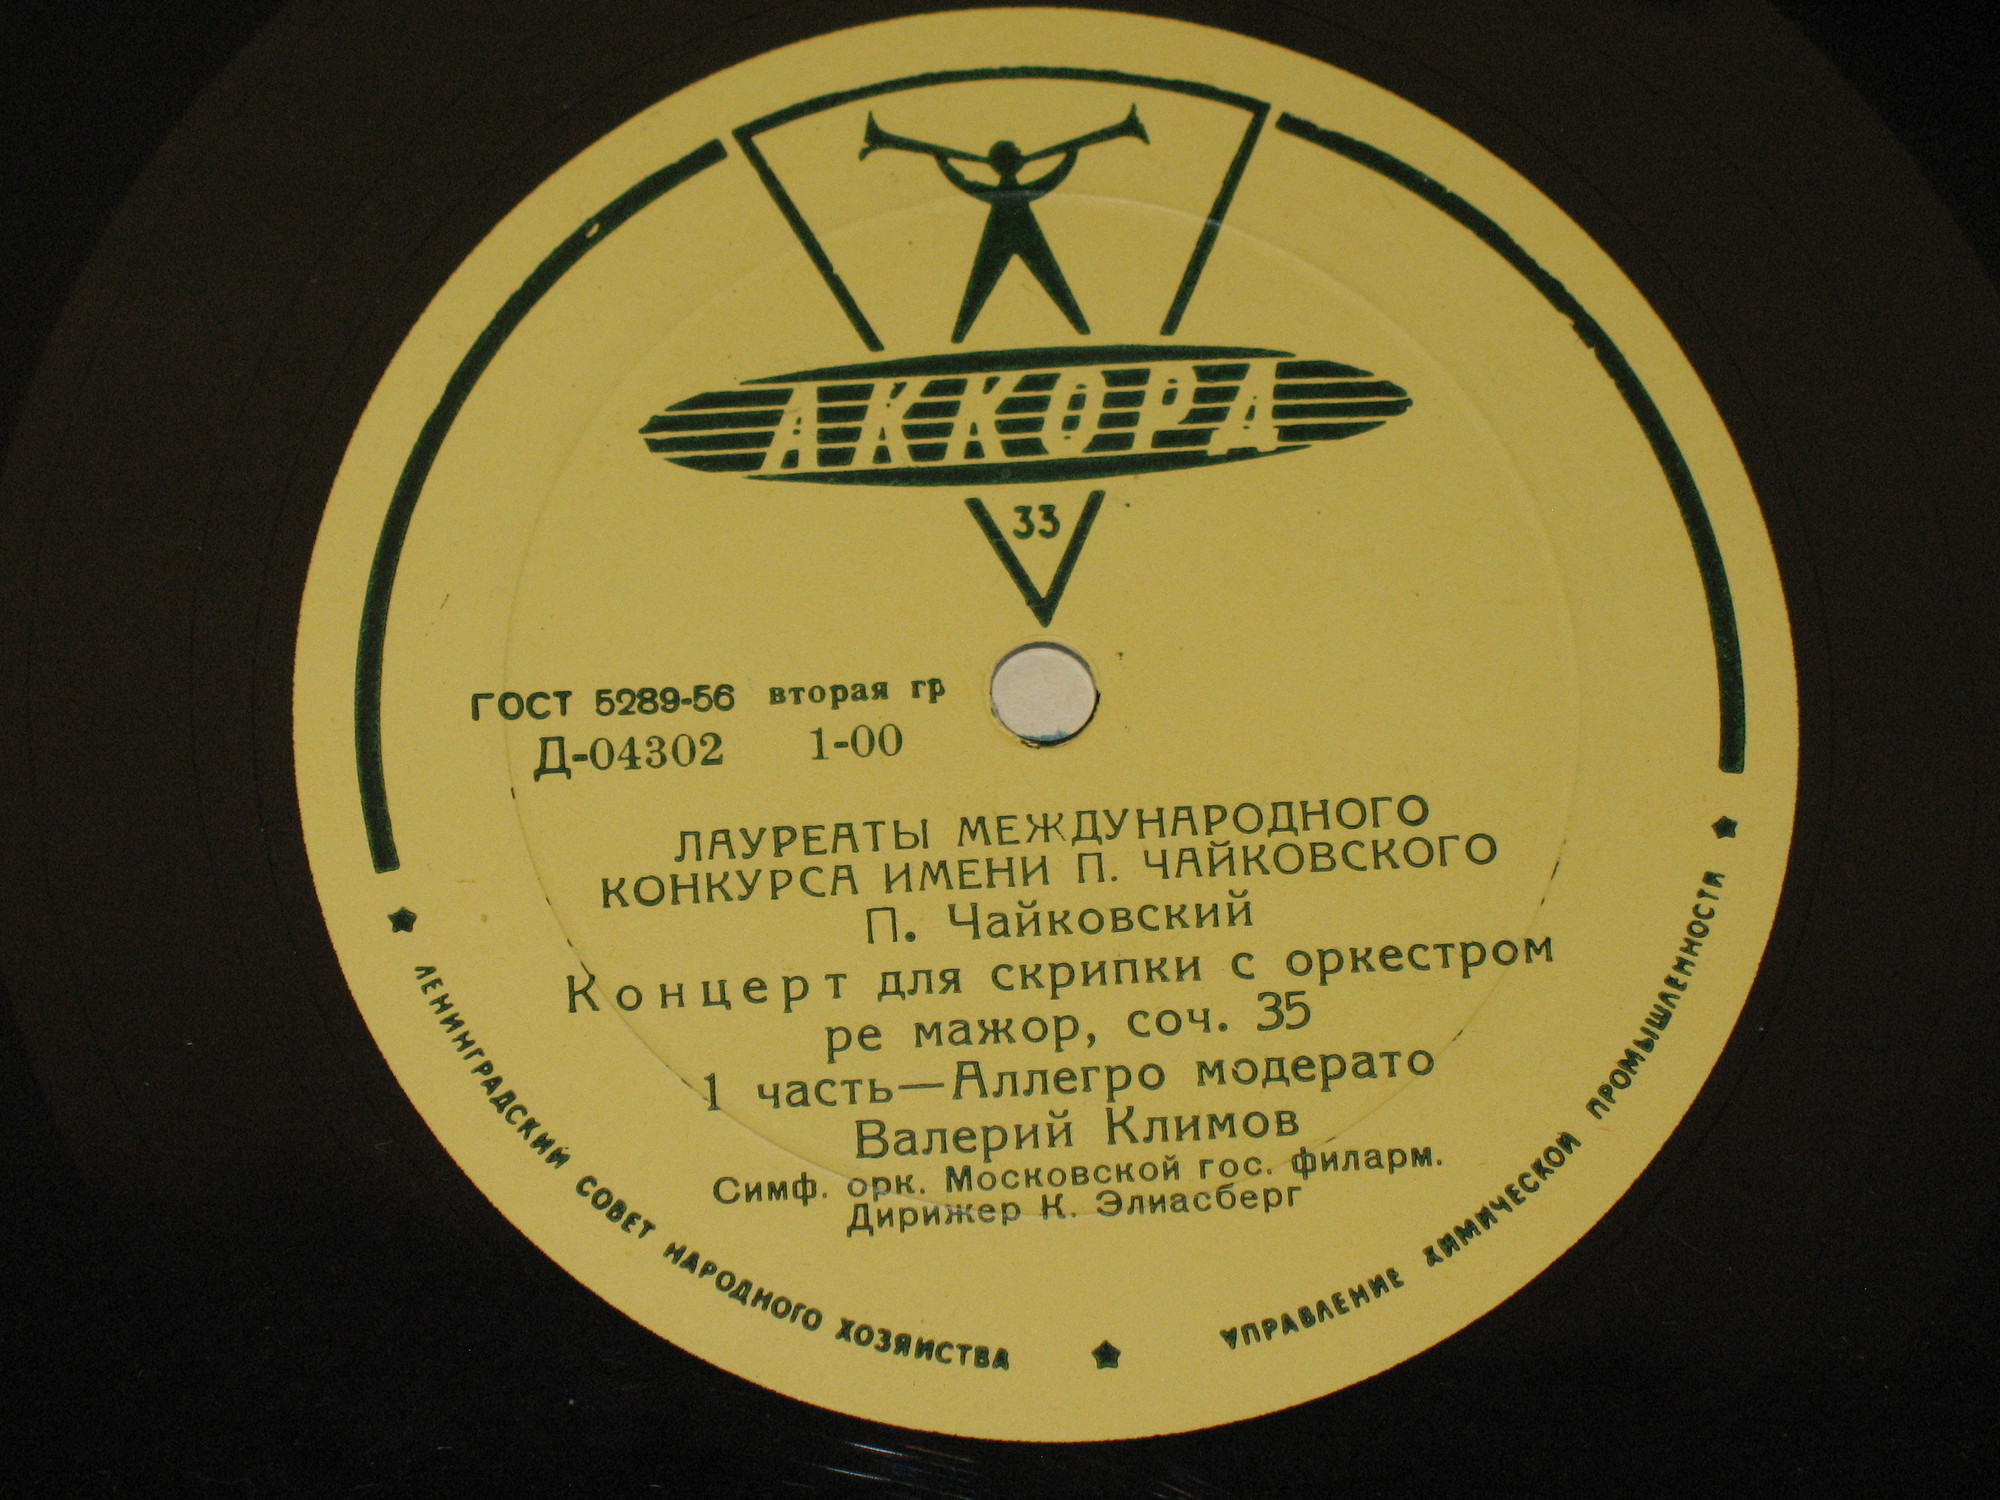 АККОРД
33
ГОСТ 5289-56 вторая гр
Д-04302 1-00
ЛАУРЕАТЫ МЕЖДУНАРОДНОГО
КОНКУРСА ИМЕНИ П. ЧАЙКОВСКОГО
П. Чайковский
Концерт для скрипки с оркестром
ре мажор, соч. 35
1 часть—Аллегро модерато
Валерий Климов
Симф. орк. Московской гос. филарм.
Дирижер К. Элиасберг
ЛЕНИНГРАДСКИЙ СОВЕТ НАРОДНОГО ХОЗЯЙСТВА
УПРАВЛЕНИЕ ХИМИЧЕСКОЙ ПРОМЫШЛЕННОСТИ